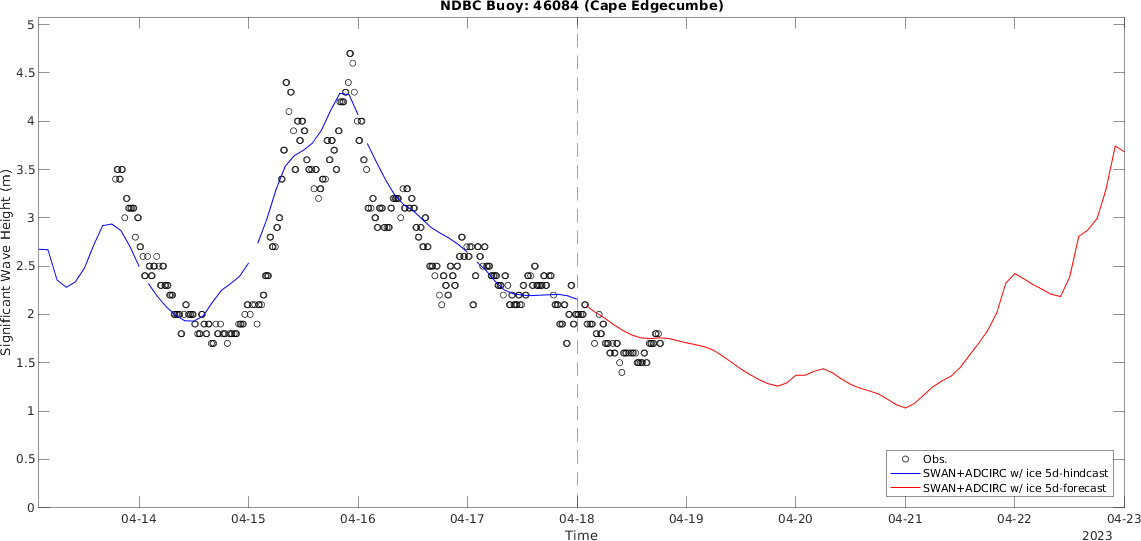 NDBC Buoy: 46084 (Cape Edgecumbe)
Significant Wave Height (m)
5
4.5
4
3.5
3
2.5
2
1.5
1
0.5
0
Obs.
SWAN+ADCIRC w/ ice 5d-hindcast
SWAN+ADCIRC w/ ice 5d-forecast
04-14 04-15 04-16 04-17 04-18 04-19 04-20 04-21 04-22 04-23
Time
2023